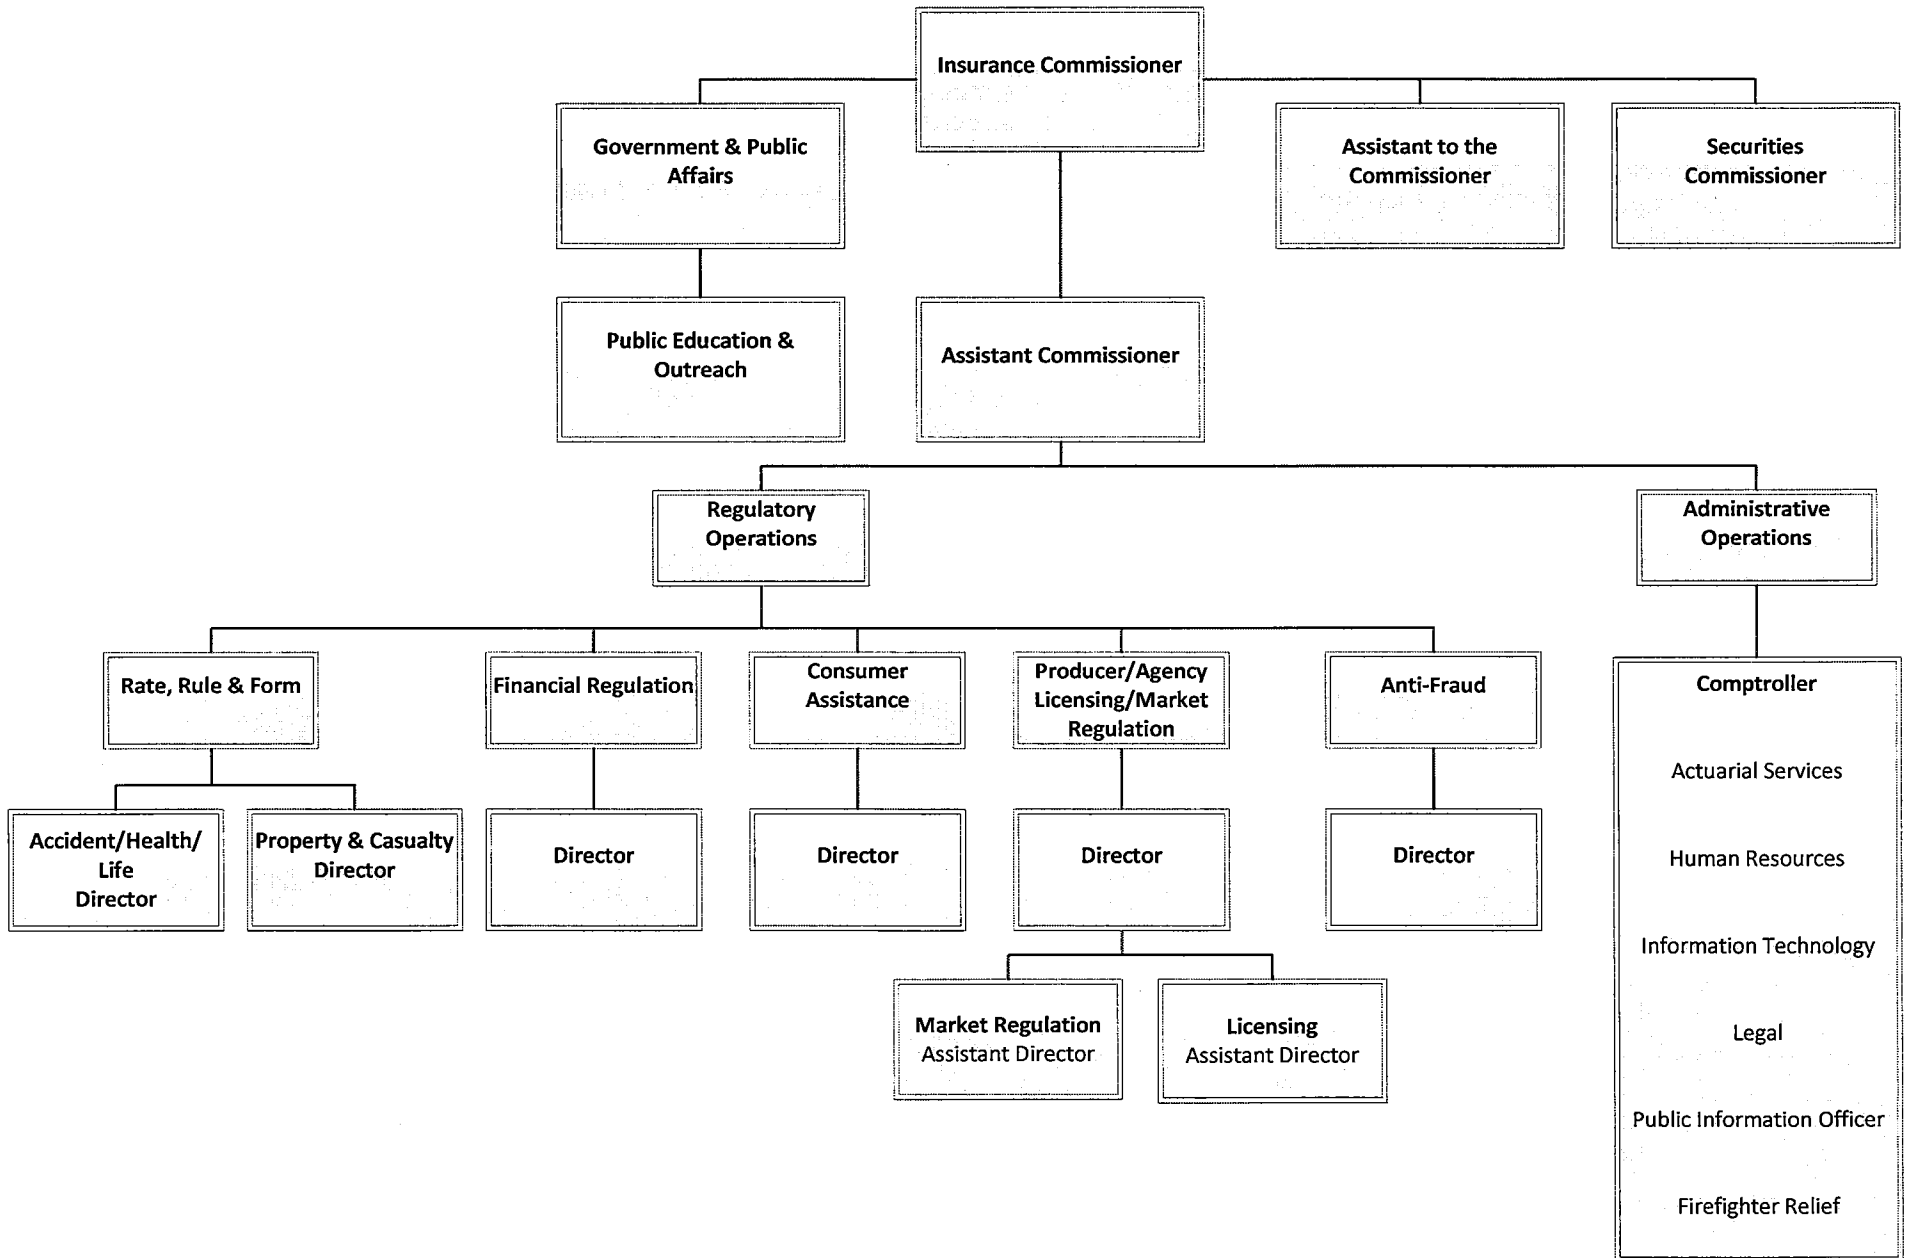 Insurance Commissioner
Government & Public
Affairs
Assistant to the
Commissioner
Securities
Commissioner
Public Education &
Outreach
Assistant Commissioner
Regulatory
Operations
Administrative
Operations
Rate, Rule & Form
Financial Regulation
Consumer
Assistance
Producer/Agency
Licensing/Market
Regulation
Anti-Fraud
Accident/Health/
Life
Director
Property & Casualty
Director
Director
Director
Director
Director
Market Regulation
Assistant Director
Licensing
Assistant Director
Comptroller
Actuarial Services
Human Resources
Information Technology
Legal
Public Information Officer
Firefighter Relief